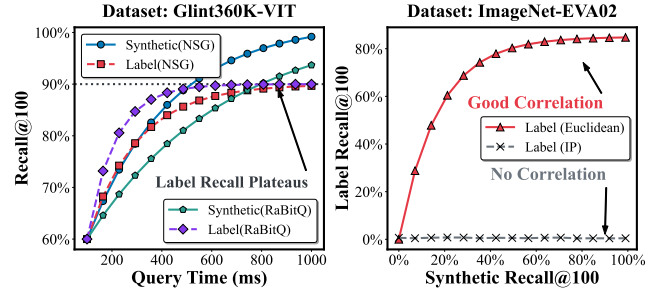 Dataset: Glint360K-VIT
Recall@100
100%
90%
80%
70%
60%
Synthetic(NSG)
Label(NSG)
Label Recall Plateaus
Synthetic(RaBitQ)
Label(RaBitQ)
200
400
600
800
1000
Query Time (ms)
Dataset: ImageNet-EVA02
Label Recall@100
80%
60%
40%
20%
0%
Good Correlation
Label (Euclidean)
Label (IP)
No Correlation
0%
20%
40%
60%
80%
100%
Synthetic Recall@100